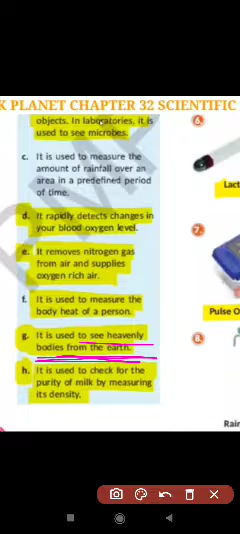 K PLANET CHAPTER 32 SCIENTIFIC
objects. In laboratories, it is
used to see microbes.
6.
c. It is used to measure the
amount of rainfall over an
area in a predefined period
of time.
Lact
d. It rapidly detects changes in
your blood oxygen level.
7.
e. It removes nitrogen gas
from air and supplies
oxygen rich air.
f. It is used to measure the
body heat of a person.
Pulse O
g. It is used to see heavenly
bodies from the earth.
8.
h. It is used to check for the
purity of milk by measuring
its density.
Rair